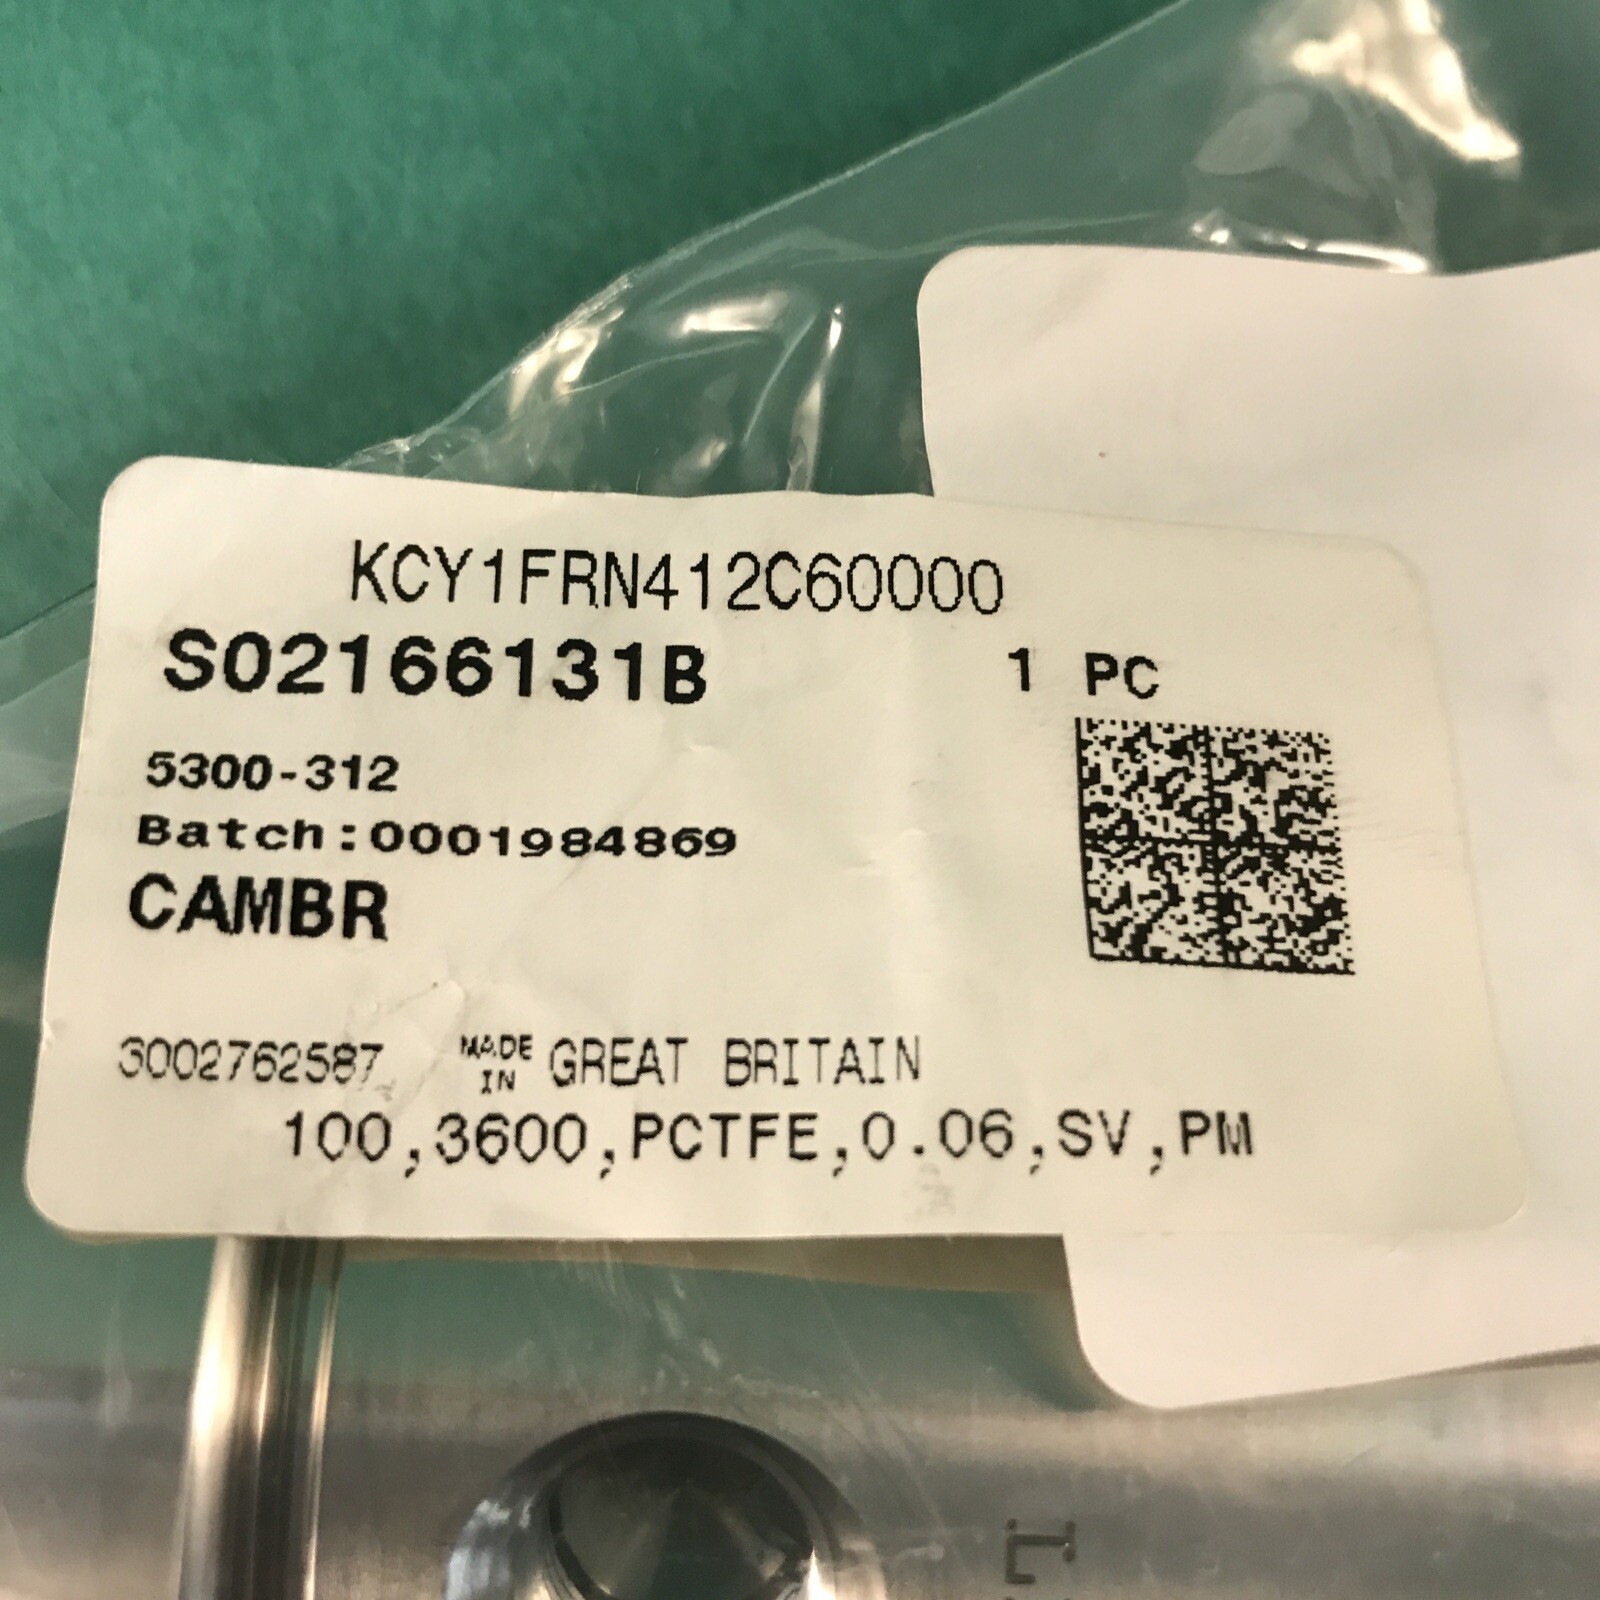 KCY1FRN412C60000
S02166131B 1 PC
5300-312
Batch:0001984869
CAMBR
3002762587 MADE IN GREAT BRITAIN
100,3600,PCTFE,0.06,SV,PM